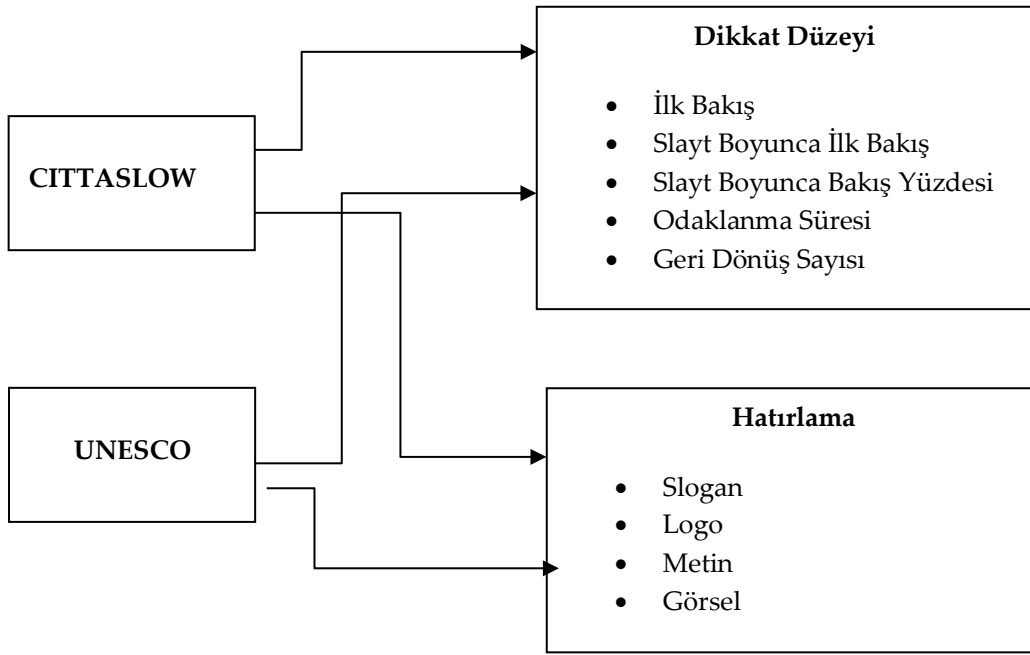 CITTASLOW
UNESCO
Dikkat Düzeyi
• İlk Bakış
• Slayt Boyunca İlk Bakış
• Slayt Boyunca Bakış Yüzdesi
• Odaklanma Süresi
• Geri Dönüş Sayısı
Hatırlama
• Slogan
• Logo
• Metin
• Görsel